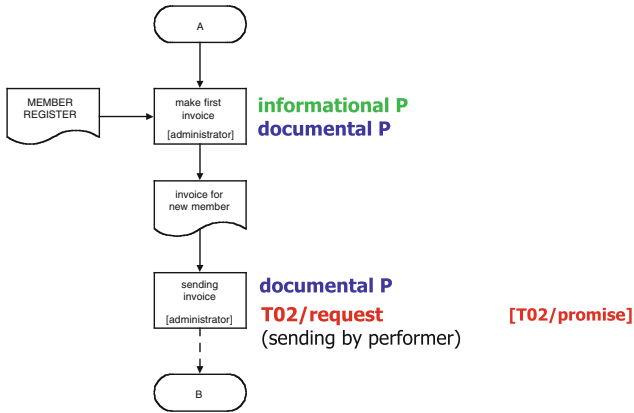 A
MEMBER
REGISTER
make first
invoice
[administrator]
informational P
documental P
invoice for
new member
sending
invoice
[administrator]
documental P
T02/request
[T02/promise]
(sending by performer)
B